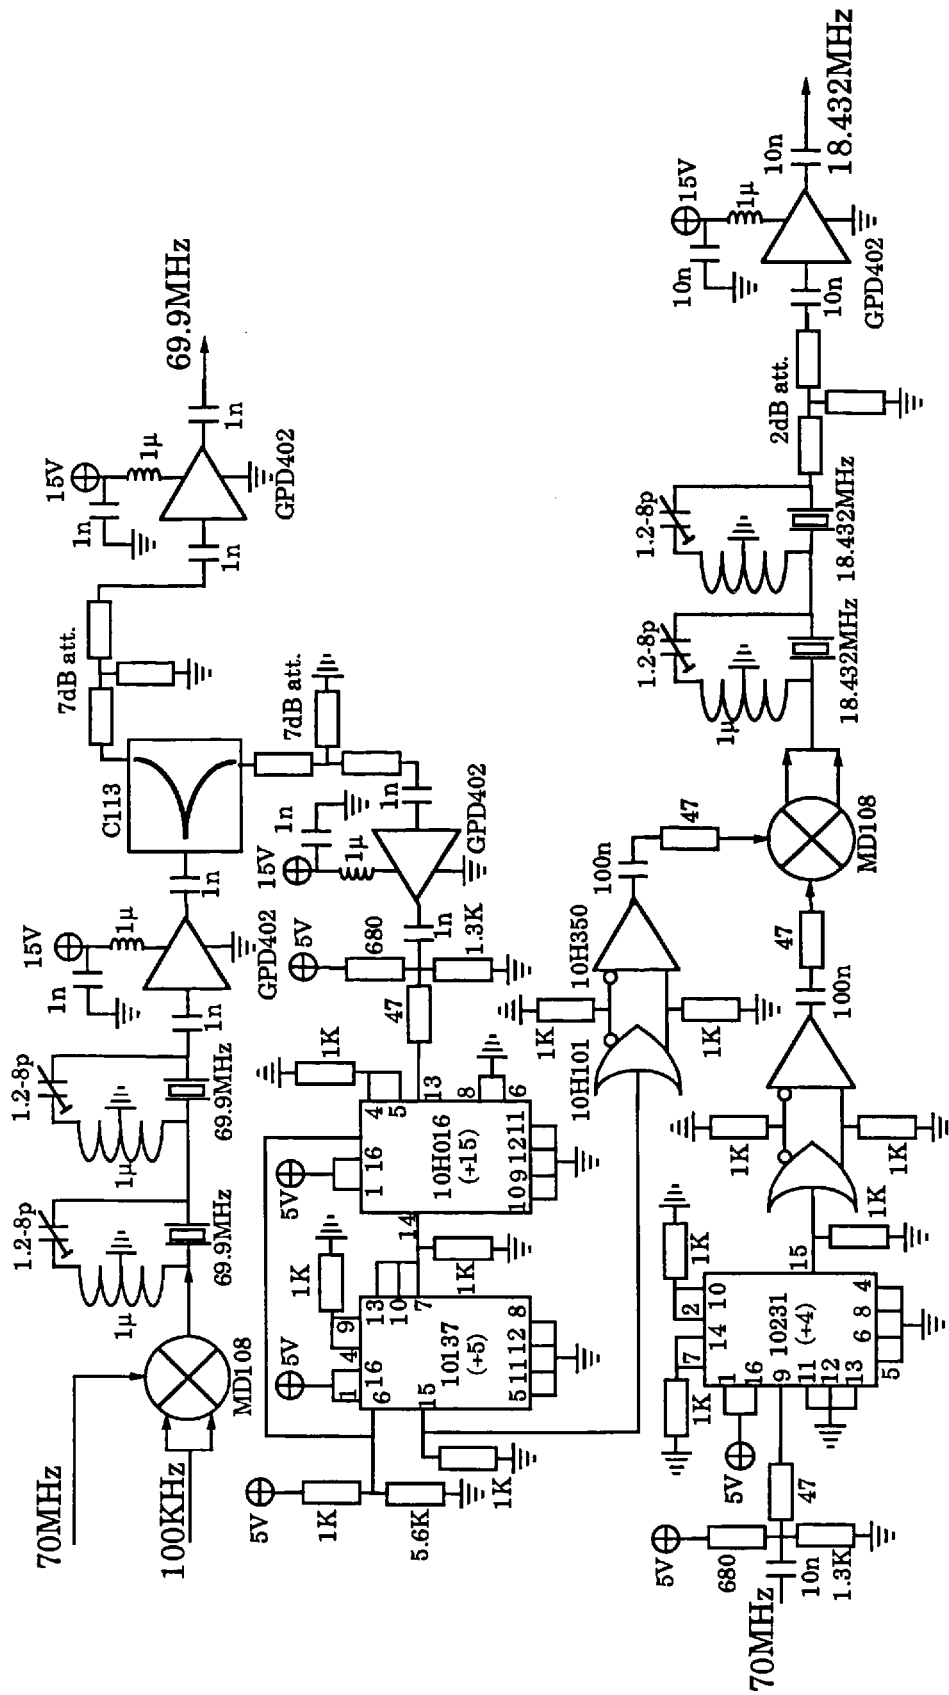 70MHz
100KHz
MD108
1μ
1.2-8p
69.9MHz
1μ
1.2-8p
69.9MHz
1n
1n
15V
1μ
GPD402
1n
C113
7dB att.
1n
1n
15V
1μ
GPD402
1n
69.9MHz
7dB att.
1n
GPD402
1n
15V
1μ
1n
5V
680
1.3K
47
1K
4
5
13
8
6
5V
16
1
10H016
(+15)
10
9
12
11
14
1K
1K
13
10
7
9
4
16
1
6
15
5V
10137
(+5)
5
11
12
8
5V
1K
5.6K
1K
10H101
10H350
1K
1K
100n
47
70MHz
10n
5V
680
1.3K
47
5V
1
16
9
11
12
13
7
14
2
10
1K
1K
10231
(+4)
5
6
8
4
15
1K
1K
1K
100n
47
MD108
1μ
1.2-8p
18.432MHz
1.2-8p
18.432MHz
2dB att.
10n
10n
15V
1μ
GPD402
10n
18.432MHz